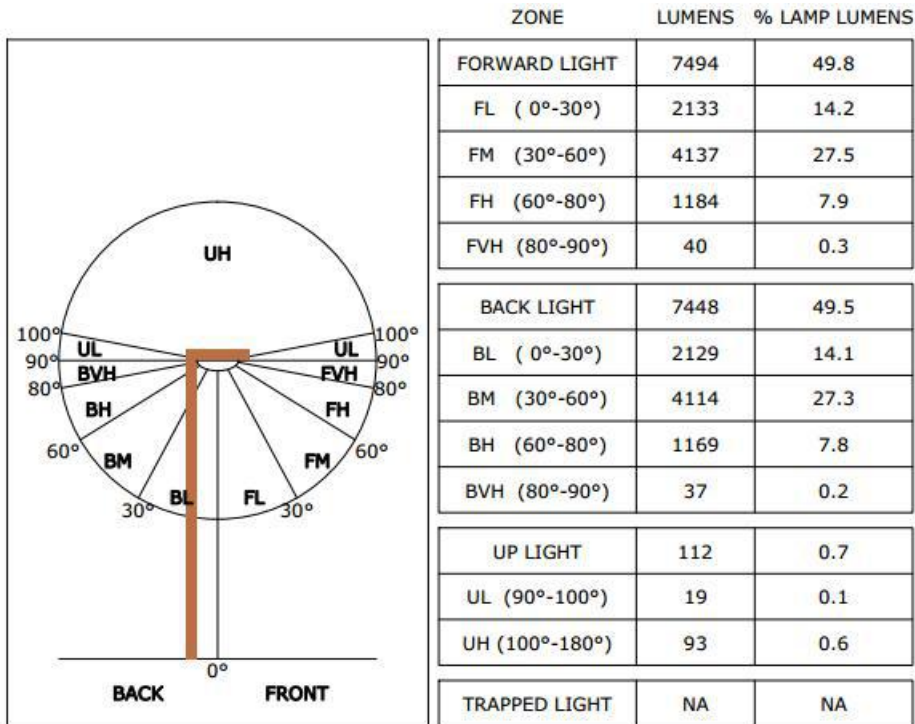 ZONE LUMENS % LAMP LUMENS
FORWARD LIGHT 7494 49.8
FL ( 0°-30°) 2133 14.2
FM (30°-60°) 4137 27.5
FH (60°-80°) 1184 7.9
FVH (80°-90°) 40 0.3
BACK LIGHT 7448 49.5
BL ( 0°-30°) 2129 14.1
BM (30°-60°) 4114 27.3
BH (60°-80°) 1169 7.8
BVH (80°-90°) 37 0.2
UP LIGHT 112 0.7
UL (90°-100°) 19 0.1
UH (100°-180°) 93 0.6
TRAPPED LIGHT NA NA
UH
100° 100°
UL UL
90° 90°
BVH FVH
80° 80°
BH FH
60° 60°
BM FM
BL FL
30° 30°
0°
BACK FRONT